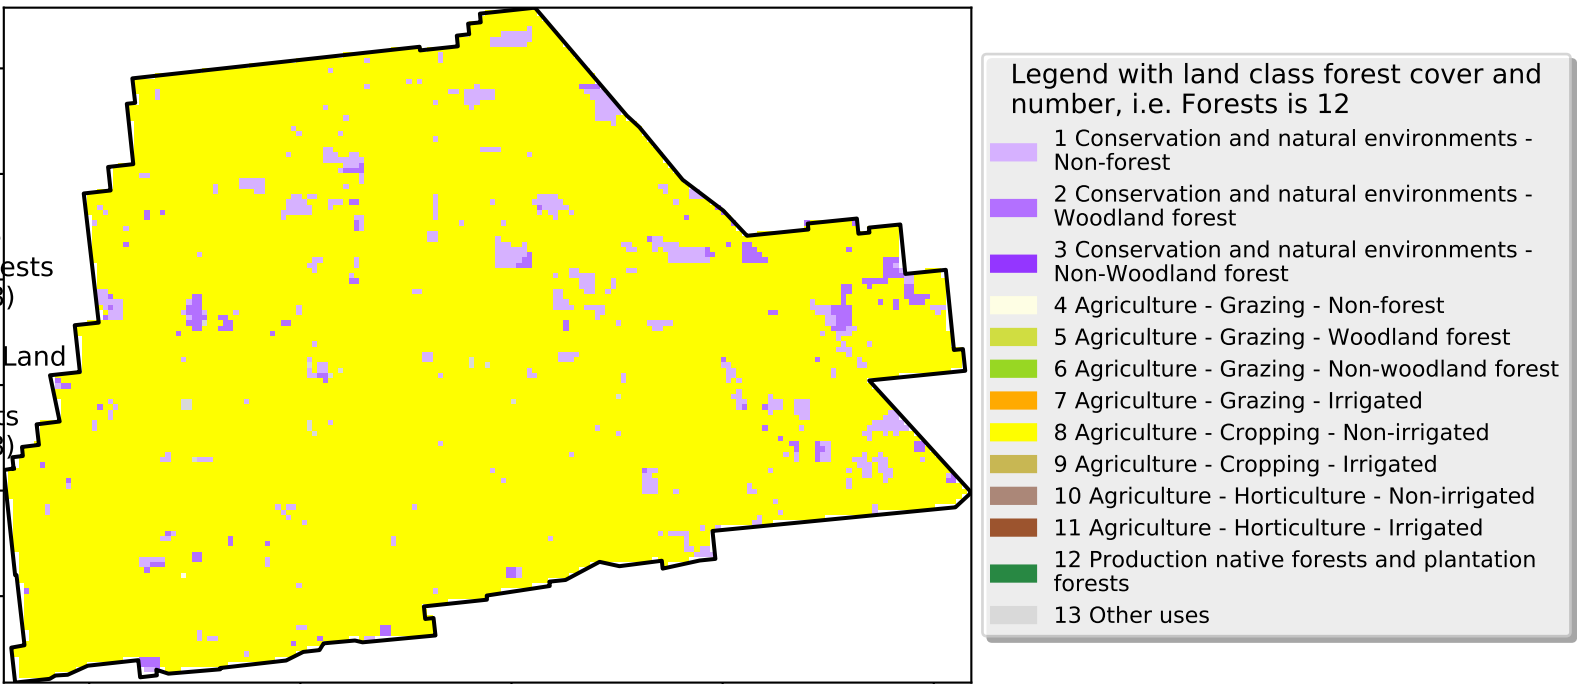 ests
3)
Land
ts
3)
Legend with land class forest cover and
number, i.e. Forests is 12
1 Conservation and natural environments -
Non-forest
2 Conservation and natural environments -
Woodland forest
3 Conservation and natural environments -
Non-Woodland forest
4 Agriculture - Grazing - Non-forest
5 Agriculture - Grazing - Woodland forest
6 Agriculture - Grazing - Non-woodland forest
7 Agriculture - Grazing - Irrigated
8 Agriculture - Cropping - Non-irrigated
9 Agriculture - Cropping - Irrigated
10 Agriculture - Horticulture - Non-irrigated
11 Agriculture - Horticulture - Irrigated
12 Production native forests and plantation
forests
13 Other uses